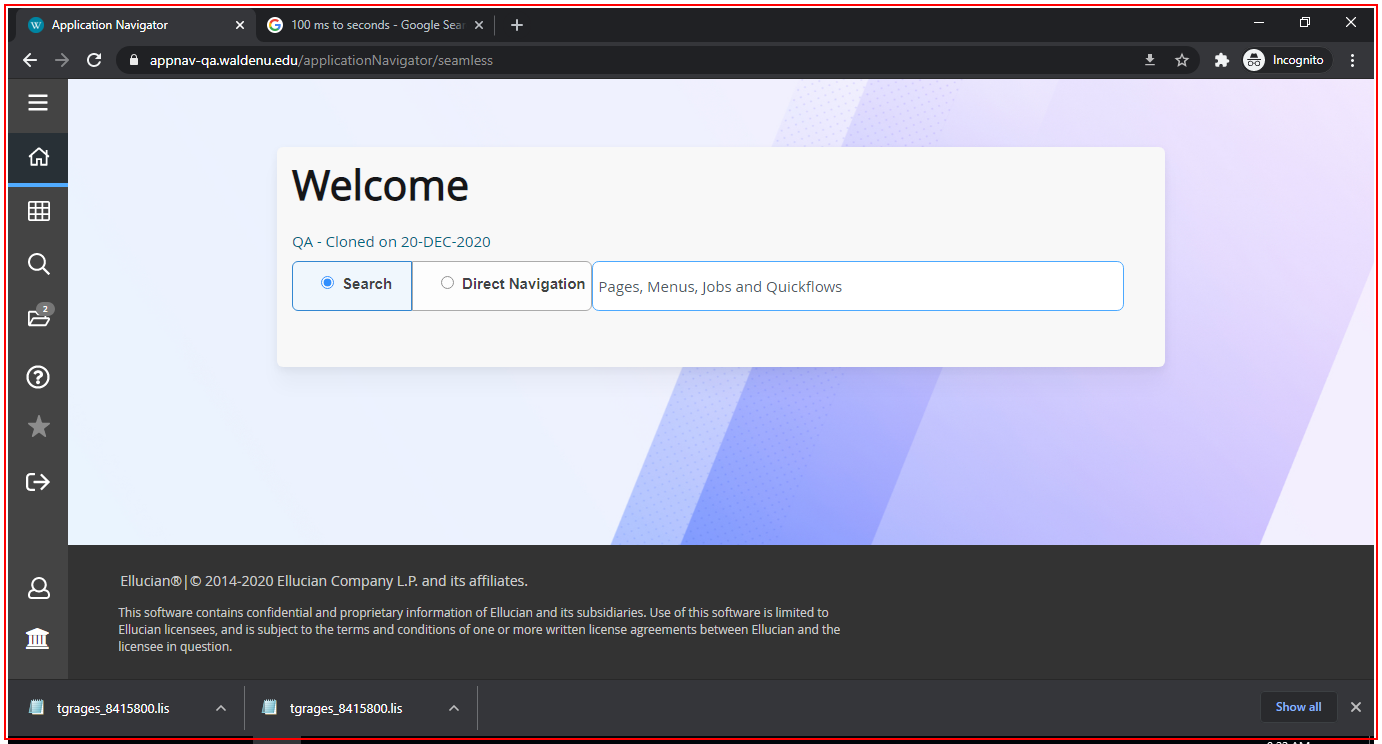 Application Navigator
100 ms to seconds - Google Sear
appnav-qa.waldenu.edu/applicationNavigator/seamless
Incognito
Welcome
QA - Cloned on 20-DEC-2020
Search
Direct Navigation
Pages, Menus, Jobs and Quickflows
2
Ellucian®|© 2014-2020 Ellucian Company L.P. and its affiliates.
This software contains confidential and proprietary information of Ellucian and its subsidiaries. Use of this software is limited to
Ellucian licensees, and is subject to the terms and conditions of one or more written license agreements between Ellucian and the
licensee in question.
tgrages_8415800.lis
tgrages_8415800.lis
Show all